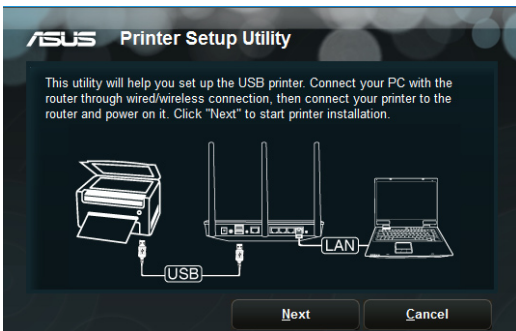 ASUS Printer Setup Utility
This utility will help you set up the USB printer. Connect your PC with the
router through wired/wireless connection, then connect your printer to the
router and power on it. Click "Next" to start printer installation.
LAN
USB
Next Cancel